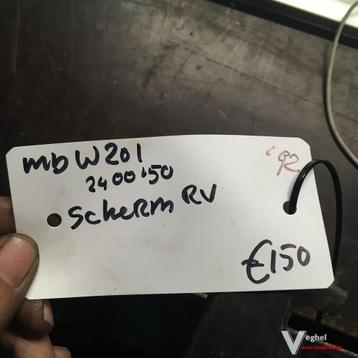 mb W201
'92
2400150
scheRm RV
€150
Veghel